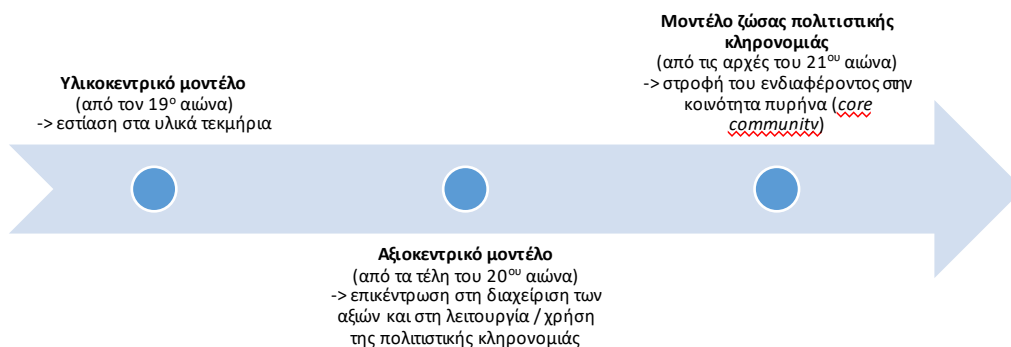 Υλικοκεντρικό μοντέλο
(από τον 19ο αιώνα)
-> εστίαση στα υλικά τεκμήρια
Αξιοκεντρικό μοντέλο
(από τα τέλη του 20ου αιώνα)
-> επικέντρωση στη διαχείριση των
αξιών και στη λειτουργία / χρήση
της πολιτιστικής κληρονομιάς
Μοντέλο ζώσας πολιτιστικής
κληρονομιάς
(από τις αρχές του 21ου αιώνα)
-> στροφή του ενδιαφέροντος στην
κοινότητα πυρήνα (core
community)